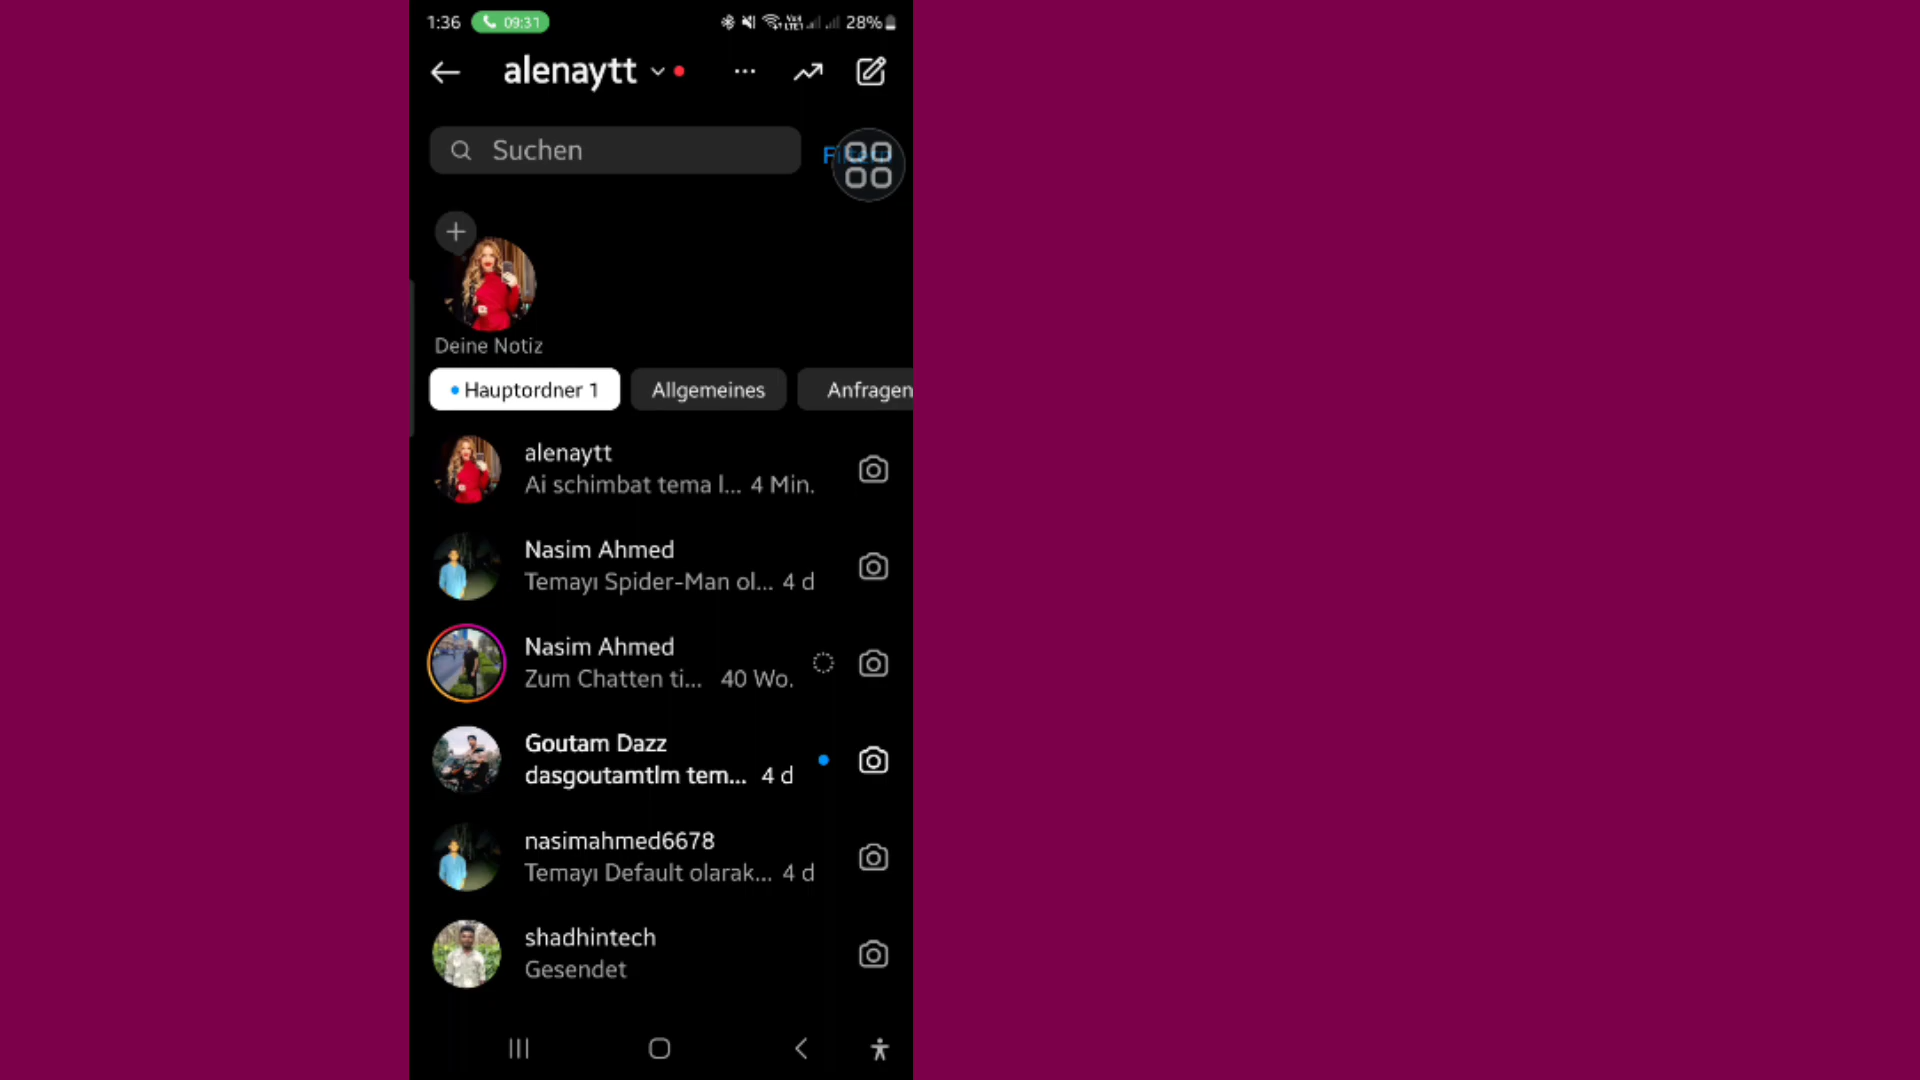 1:36 09:31 28%
alenaytt
Suchen
Filtern
Deine Notiz
Hauptordner 1 Allgemeines Anfragen
alenaytt
Ai schimbat tema l... 4 Min.
Nasim Ahmed
Temayı Spider-Man ol... 4 d
Nasim Ahmed
Zum Chatten ti... 40 Wo.
Goutam Dazz
dasgoutamtlm tem... 4 d
nasimahmed6678
Temayı Default olarak... 4 d
shadhintech
Gesendet